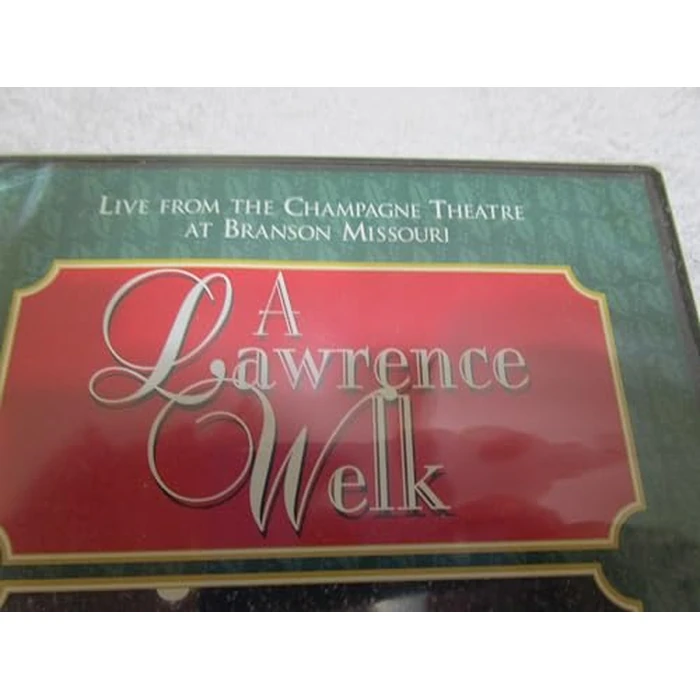 LIVE FROM THE CHAMPAGNE THEATRE
AT BRANSON MISSOURI
A
Lawrence
Welk